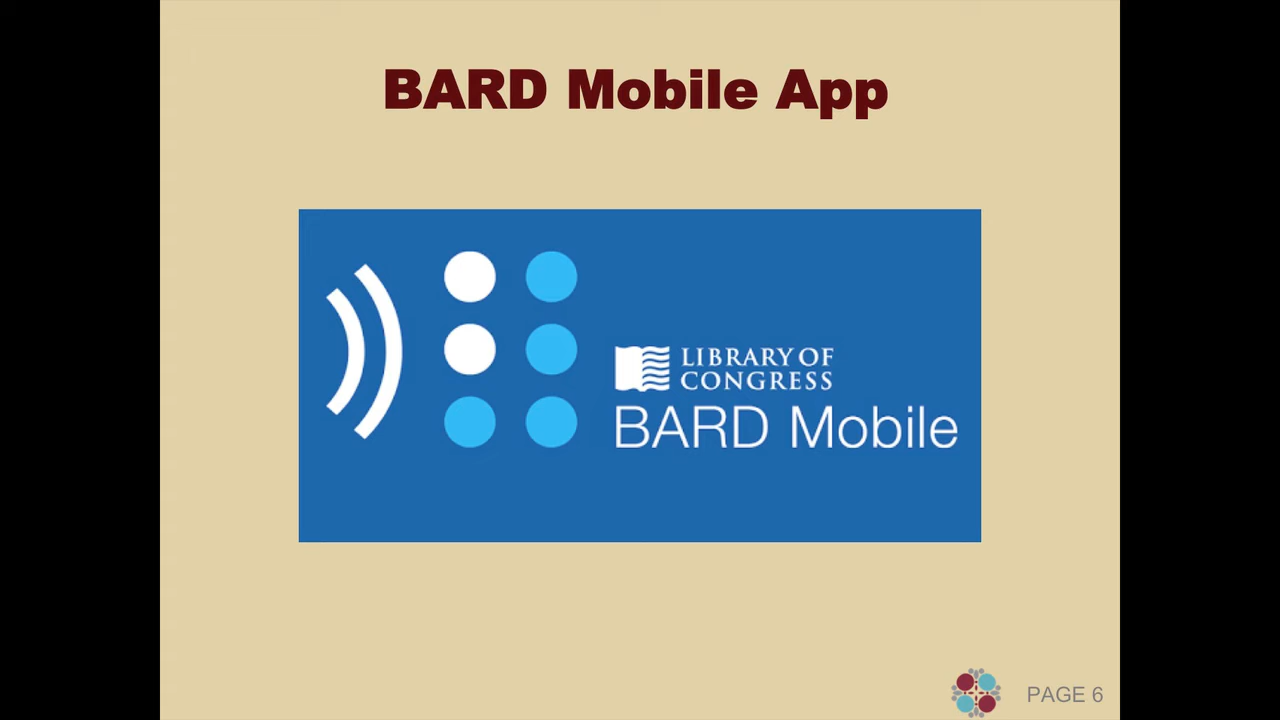 BARD Mobile App
LIBRARY OF
CONGRESS
BARD Mobile
PAGE 6